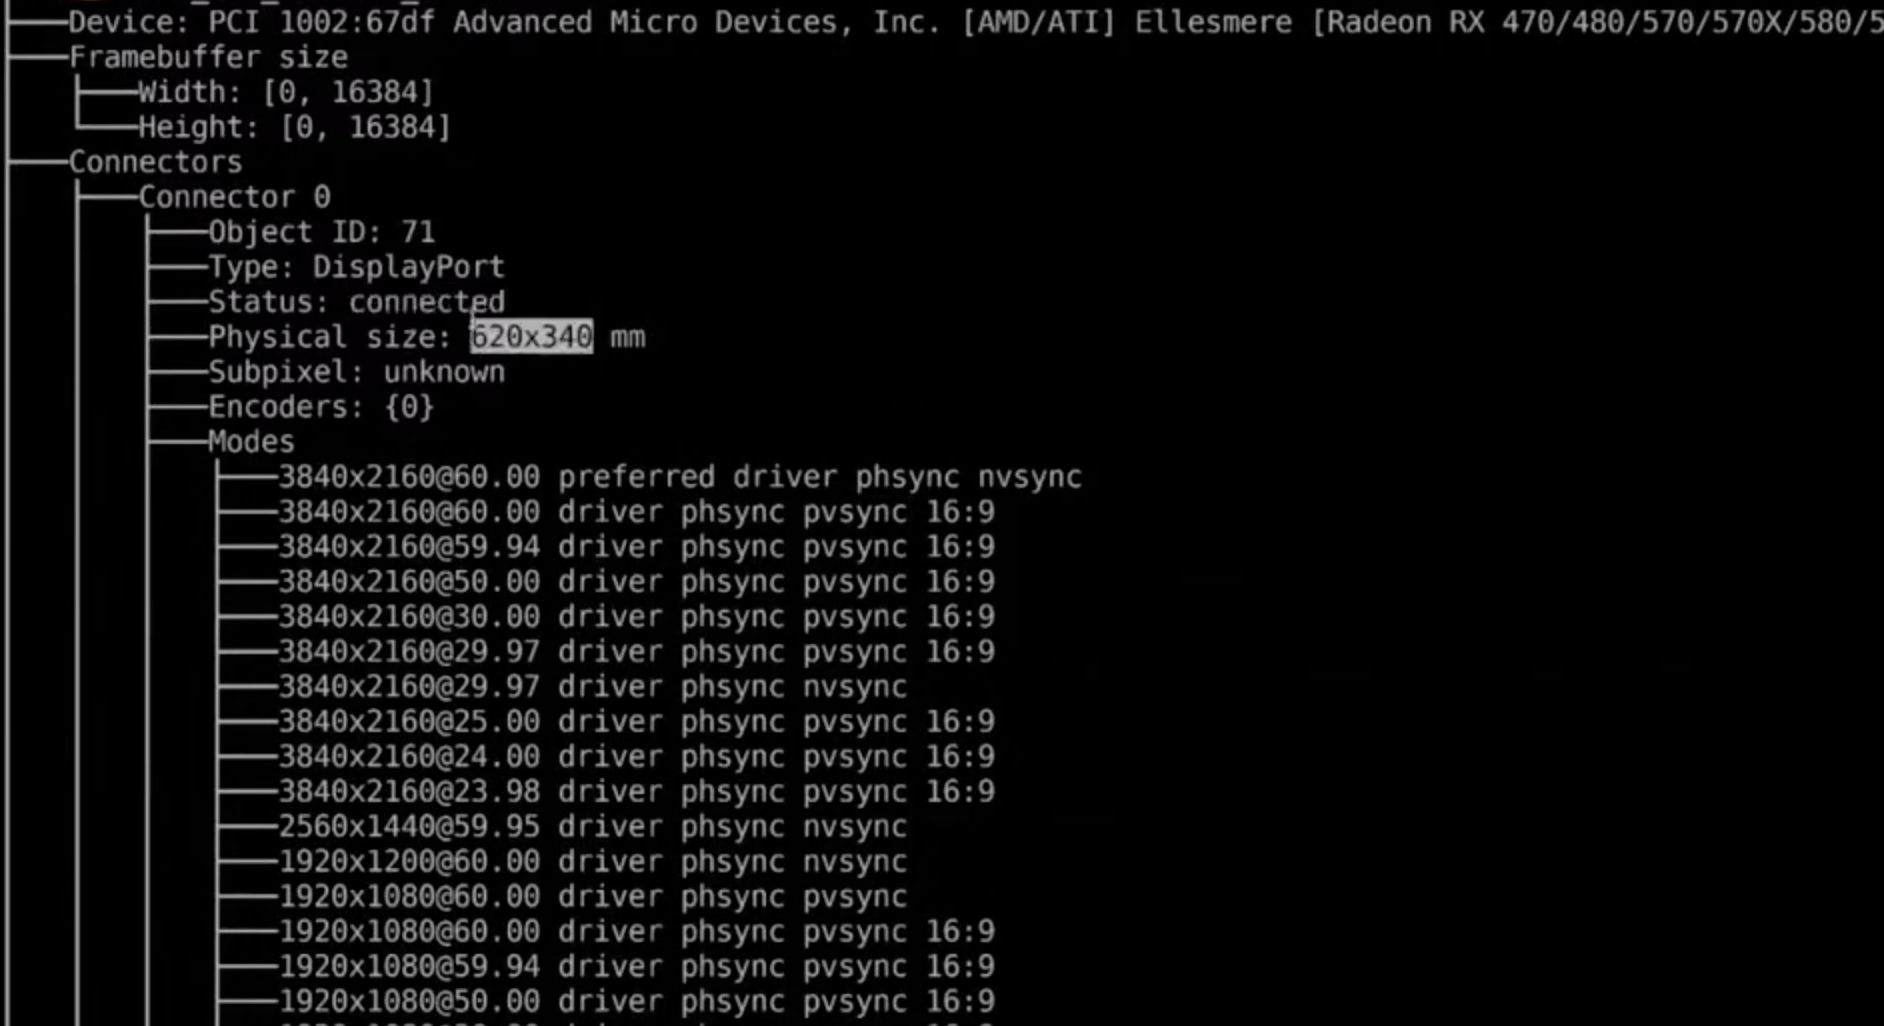 Device: PCI 1002:67df Advanced Micro Devices, Inc. [AMD/ATI] Ellesmere [Radeon RX 470/480/570/570X/580/5
Framebuffer size
Width: [0, 16384]
Height: [0, 16384]
Connectors
Connector 0
Object ID: 71
Type: DisplayPort
Status: connected
Physical size: 620x340 mm
Subpixel: unknown
Encoders: {0}
Modes
3840x2160@60.00 preferred driver phsync nvsync
3840x2160@60.00 driver phsync pvsync 16:9
3840x2160@59.94 driver phsync pvsync 16:9
3840x2160@50.00 driver phsync pvsync 16:9
3840x2160@30.00 driver phsync pvsync 16:9
3840x2160@29.97 driver phsync pvsync 16:9
3840x2160@29.97 driver phsync nvsync
3840x2160@25.00 driver phsync pvsync 16:9
3840x2160@24.00 driver phsync pvsync 16:9
3840x2160@23.98 driver phsync pvsync 16:9
2560x1440@59.95 driver phsync nvsync
1920x1200@60.00 driver phsync nvsync
1920x1080@60.00 driver phsync pvsync
1920x1080@60.00 driver phsync pvsync 16:9
1920x1080@59.94 driver phsync pvsync 16:9
1920x1080@50.00 driver phsync pvsync 16:9